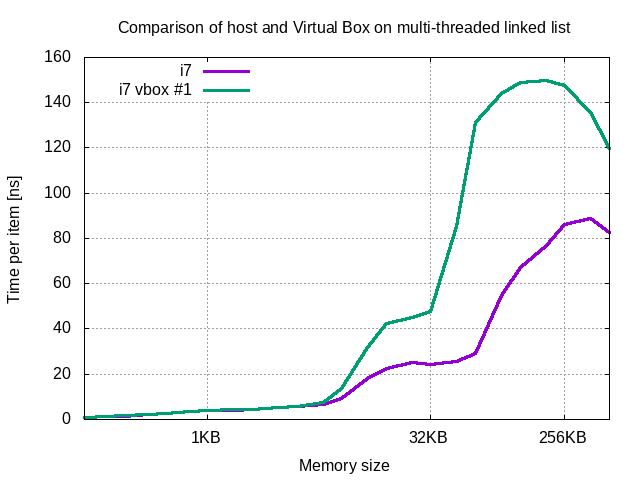 Comparison of host and Virtual Box on multi-threaded linked list
i7
i7 vbox #1
160
140
120
100
80
60
40
20
0
Time per item [ns]
1KB
32KB
256KB
Memory size